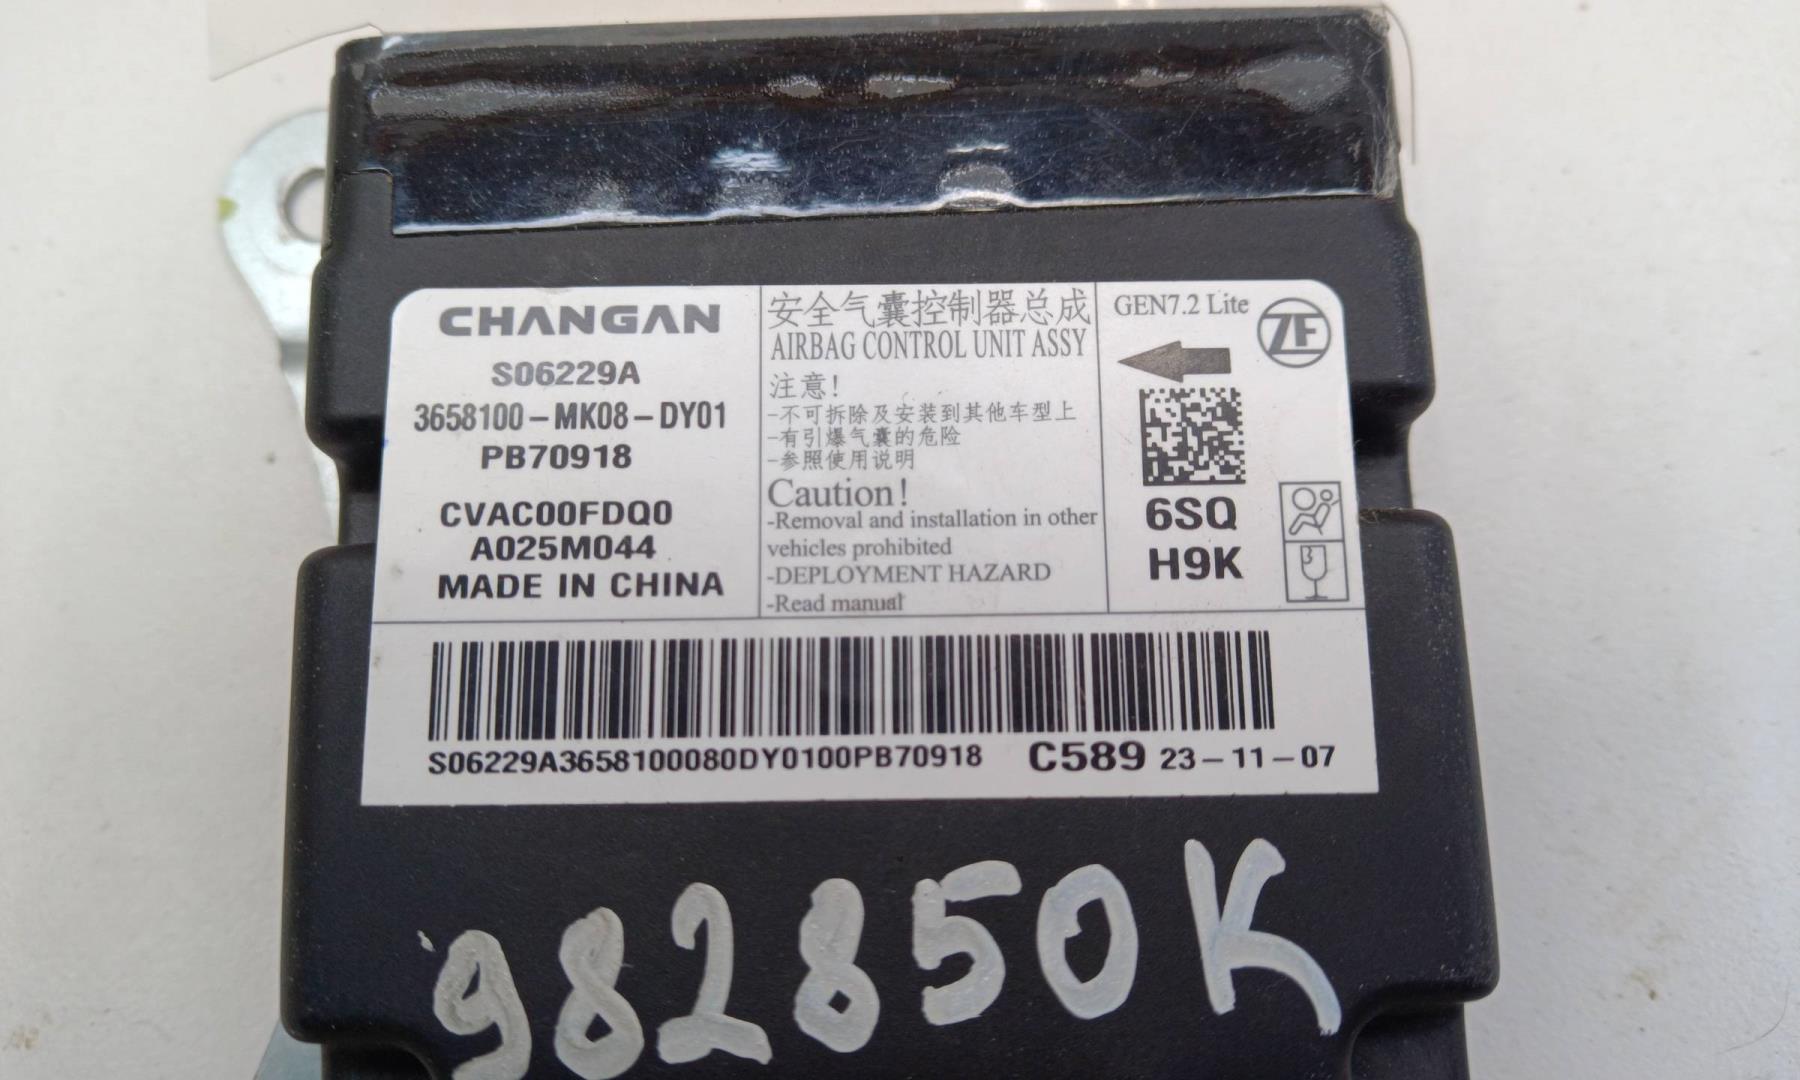 CHANGAN
S06229A
3658100-MK08-DY01
PB70918
CVAC00FDQ0
A025M044
MADE IN CHINA
安全气囊控制器总成
AIRBAG CONTROL UNIT ASSY
注意!
-不可拆除及安装到其他车型上
-有引爆气囊的危险
-参照使用说明
Caution!
-Removal and installation in other
vehicles prohibited
-DEPLOYMENT HAZARD
-Read manual
GEN7.2 Lite
ZF
6SQ
H9K
S06229A3658100080DY0100PB70918 C589 23-11-07
982850K